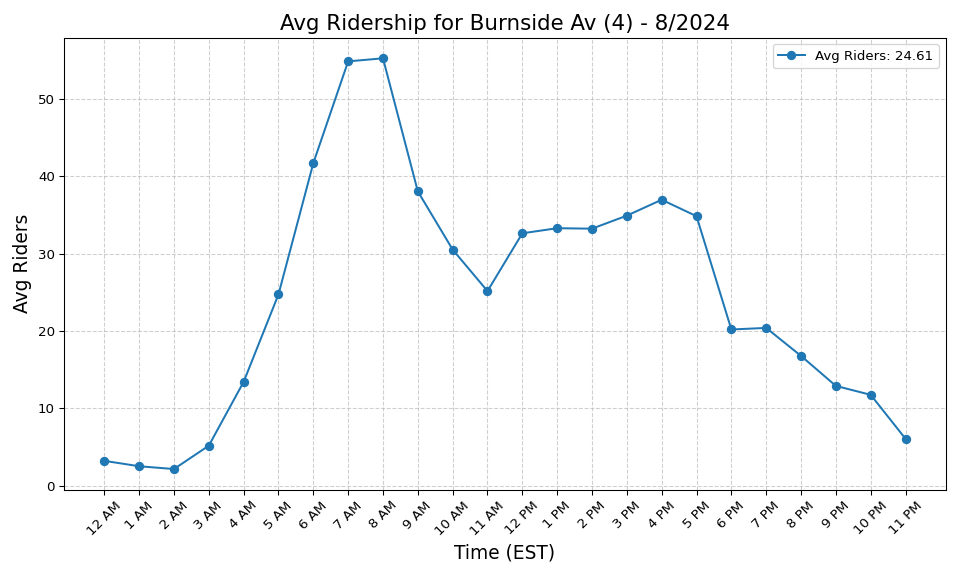 Avg Ridership for Burnside Av (4) - 8/2024
Avg Riders: 24.61
Avg Riders
50
40
30
20
10
0
12 AM
1 AM
2 AM
3 AM
4 AM
5 AM
6 AM
7 AM
8 AM
9 AM
10 AM
11 AM
12 PM
1 PM
2 PM
3 PM
4 PM
5 PM
6 PM
7 PM
8 PM
9 PM
10 PM
11 PM
Time (EST)